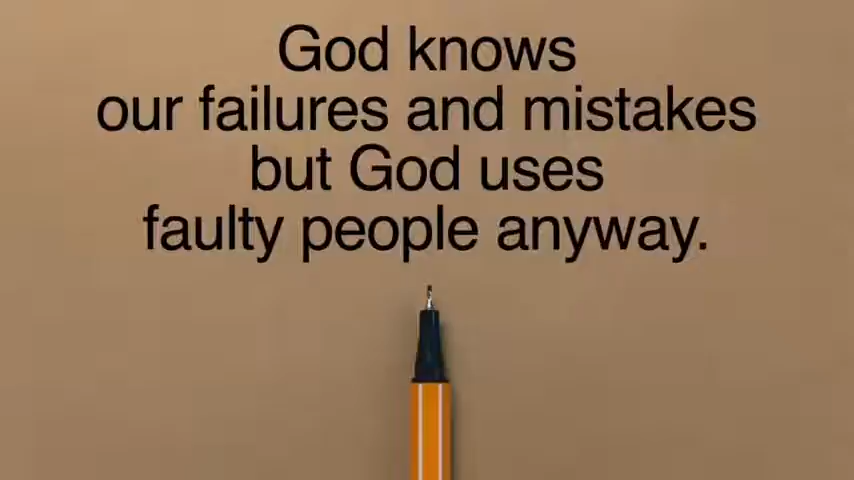 God knows
our failures and mistakes
but God uses
faulty people anyway.